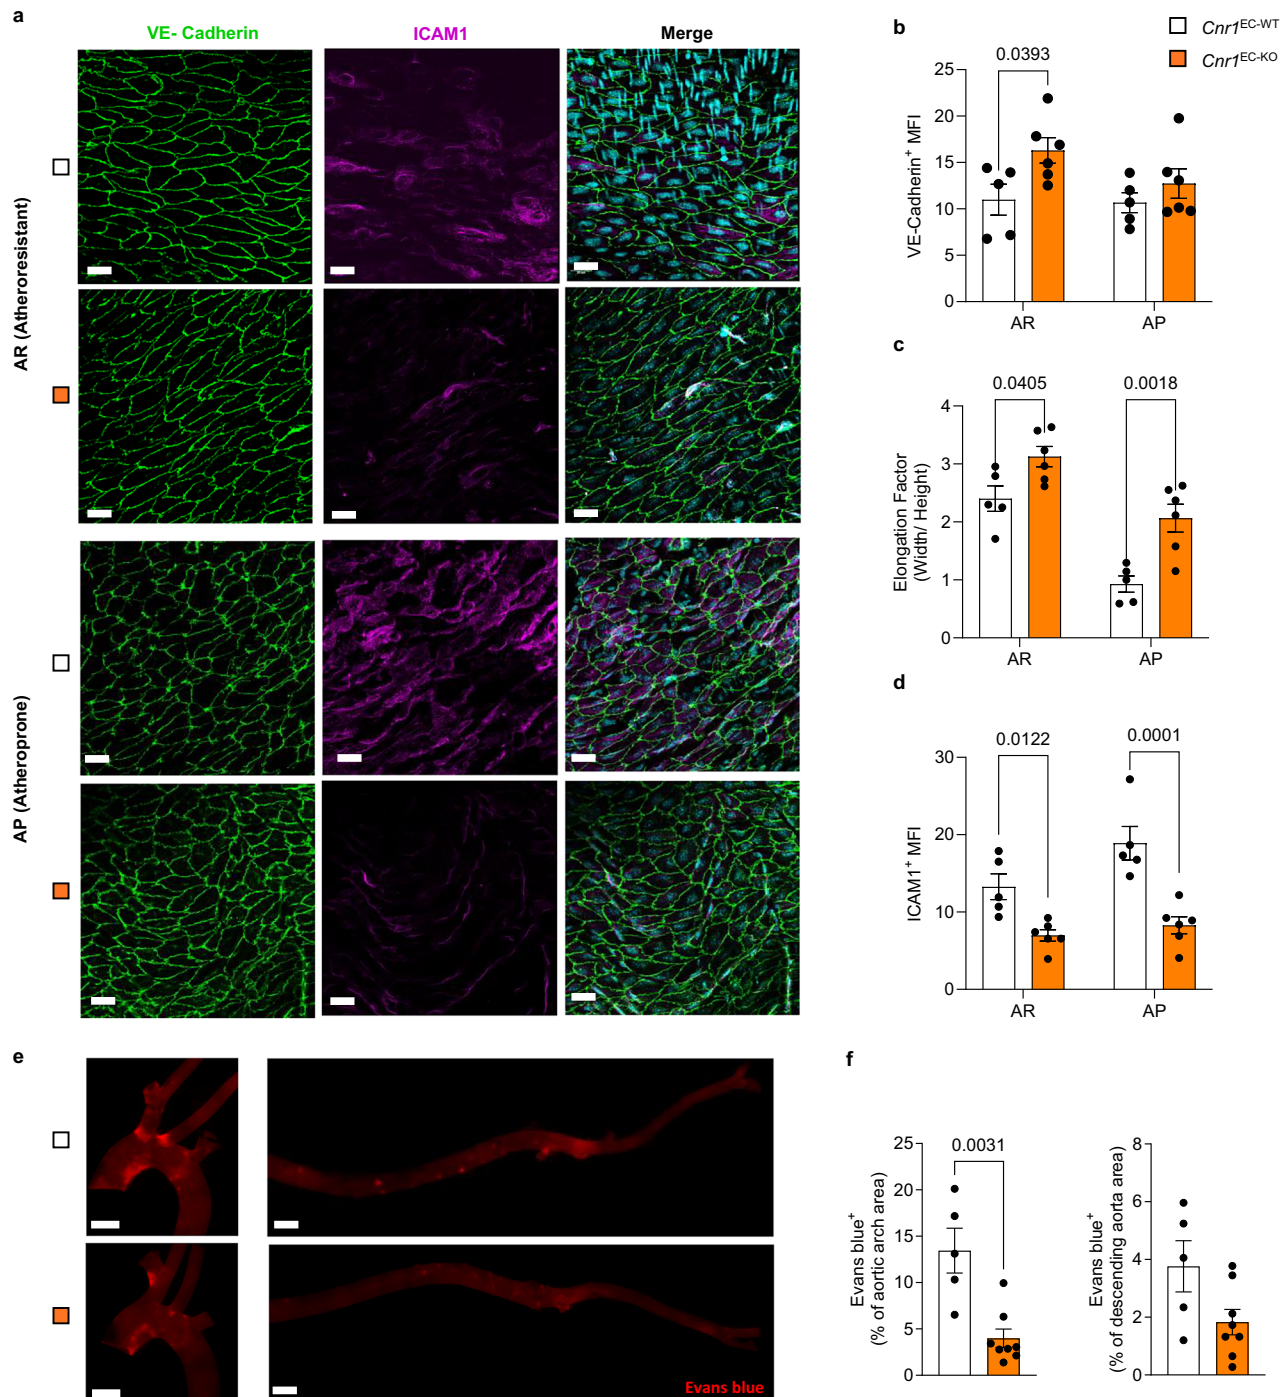 a
VE- Cadherin
ICAM1
Merge
AR (Atheroresistant)
AP (Atheroprone)
b
Cnr1EC-WT
Cnr1EC-KO
0.0393
VE-Cadherin+ MFI
25
20
15
10
5
0
AR
AP
c
0.0405
0.0018
Elongation Factor
(Width/ Height)
4
3
2
1
0
AR
AP
d
0.0122
0.0001
ICAM1+ MFI
30
20
10
0
AR
AP
e
Evans blue
f
0.0031
Evans blue+
(% of aortic arch area)
25
20
15
10
5
0
Evans blue+
(% of descending aorta area)
8
6
4
2
0